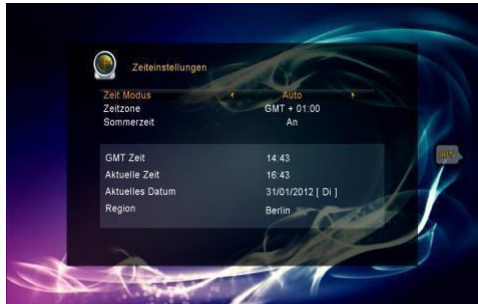 Zeiteinstellungen
Zeit Modus Auto
Zeitzone GMT + 01:00
Sommerzeit An
GMT Zeit 14:43
Aktuelle Zeit 16:43
Aktuelles Datum 31/01/2012 [ Di ]
Region Berlin